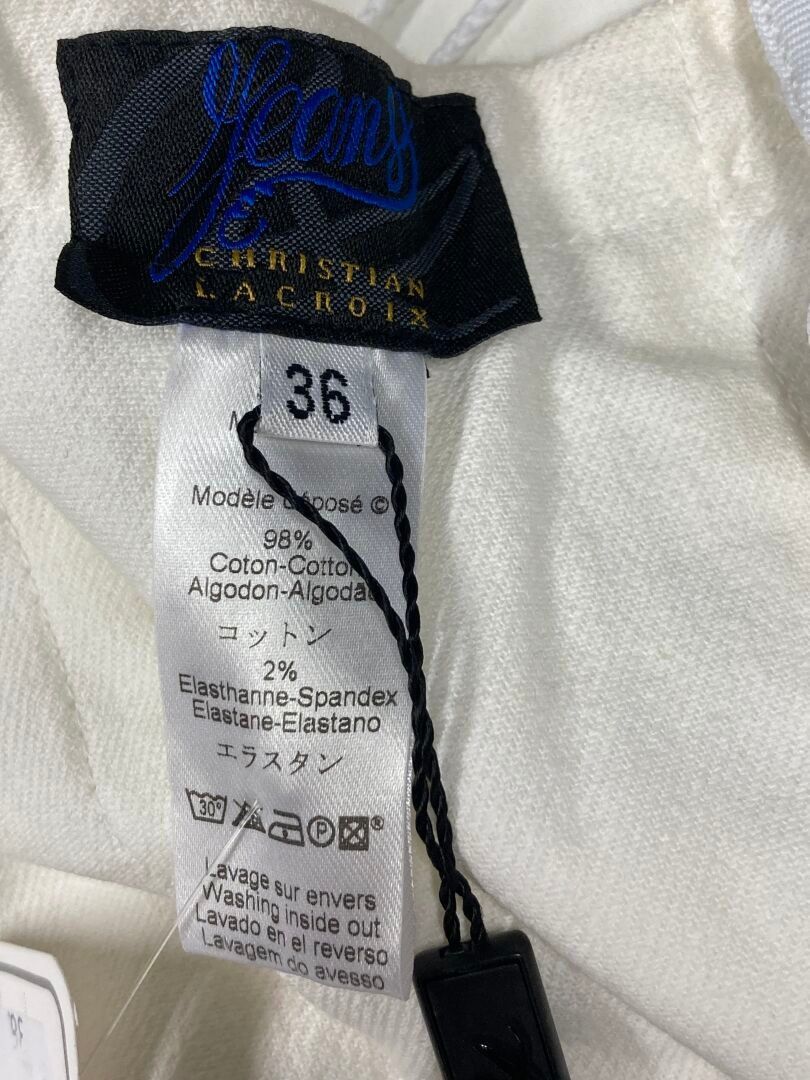 Jeans
CHRISTIAN
LACROIX
36
Modèle déposé ©
98%
Coton-Cotton
Algodon-Algodão
コットン
2%
Elasthanne-Spandex
Elastane-Elastano
エラスタン
30°
P
®
Lavage sur envers
Washing inside out
Lavado en el reverso
Lavagem do avesso